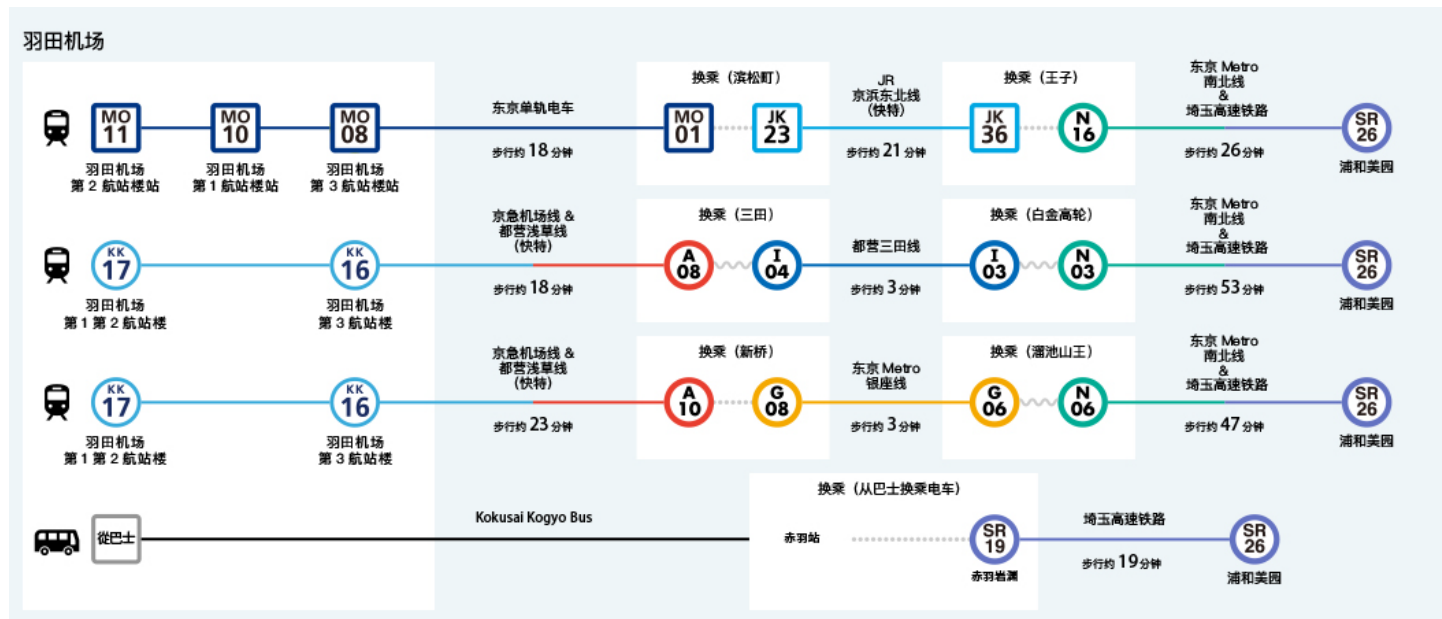 羽田机场
换乘（滨松町）
JR
京浜东北线
（快特）
换乘（王子）
东京 Metro
南北线
&
埼玉高速铁路
东京单轨电车
MO
11
MO
10
MO
08
MO
01
JK
23
JK
36
N
16
SR
26
步行约 18 分钟
步行约 21 分钟
步行约 26 分钟
羽田机场
第 2 航站楼站
羽田机场
第 1 航站楼站
羽田机场
第 3 航站楼站
浦和美园
京急机场线 &
都营浅草线
（快特）
换乘（三田）
都营三田线
换乘（白金高轮）
东京 Metro
南北线
&
埼玉高速铁路
KK
17
KK
16
A
08
I
04
I
03
N
03
SR
26
步行约 18 分钟
步行约 3 分钟
步行约 53 分钟
羽田机场
第 1 第 2 航站楼
羽田机场
第 3 航站楼
浦和美园
京急机场线 &
都营浅草线
（快特）
换乘（新桥）
东京 Metro
银座线
换乘（溜池山王）
东京 Metro
南北线
&
埼玉高速铁路
KK
17
KK
16
A
10
G
08
G
06
N
06
SR
26
步行约 23 分钟
步行约 3 分钟
步行约 47 分钟
羽田机场
第 1 第 2 航站楼
羽田机场
第 3 航站楼
浦和美园
换乘（从巴士换乘电车）
從巴士
Kokusai Kogyo Bus
赤羽站
SR
19
赤羽岩渊
埼玉高速铁路
步行约 19 分钟
SR
26
浦和美园